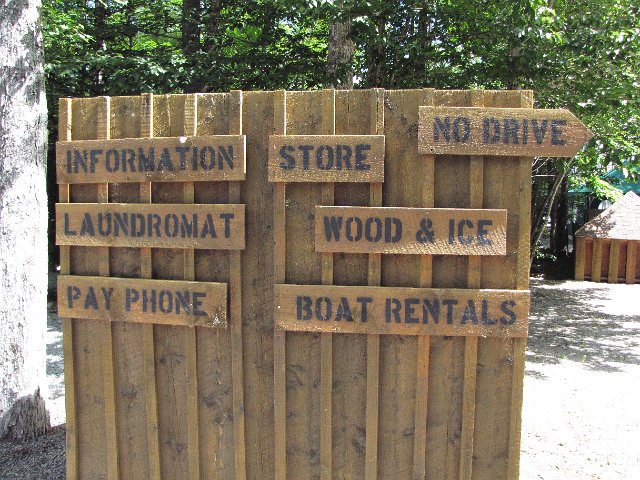 INFORMATION
STORE
NO DRIVE
LAUNDROMAT
WOOD & ICE
PAY PHONE
BOAT RENTALS